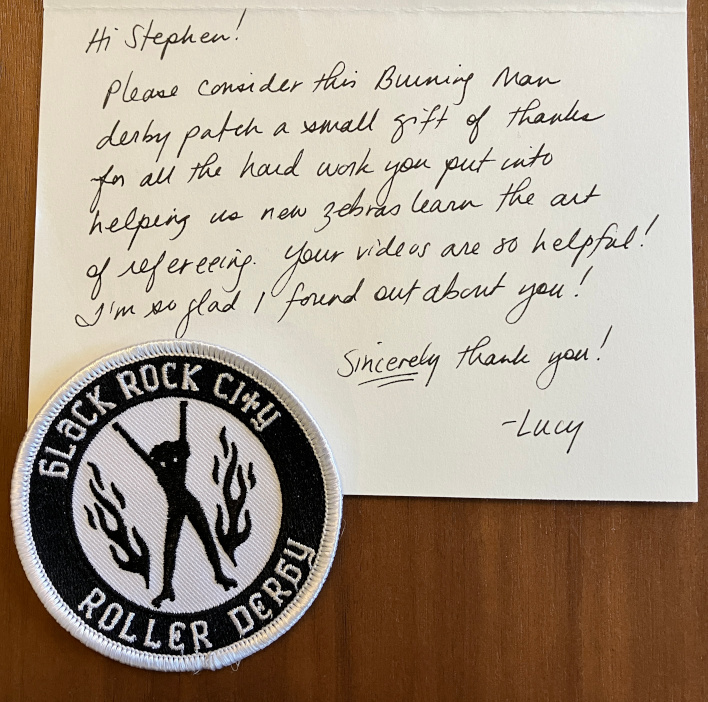 Hi Stephen!
Please consider this Burning Man
derby patch a small gift of thanks
for all the hard work you put into
helping us new zebras learn the art
of refereeing. Your videos are so helpful!
I'm so glad I found out about you!
Sincerely thank you!
-Lucy
BLACK ROCK CITY
ROLLER DERBY